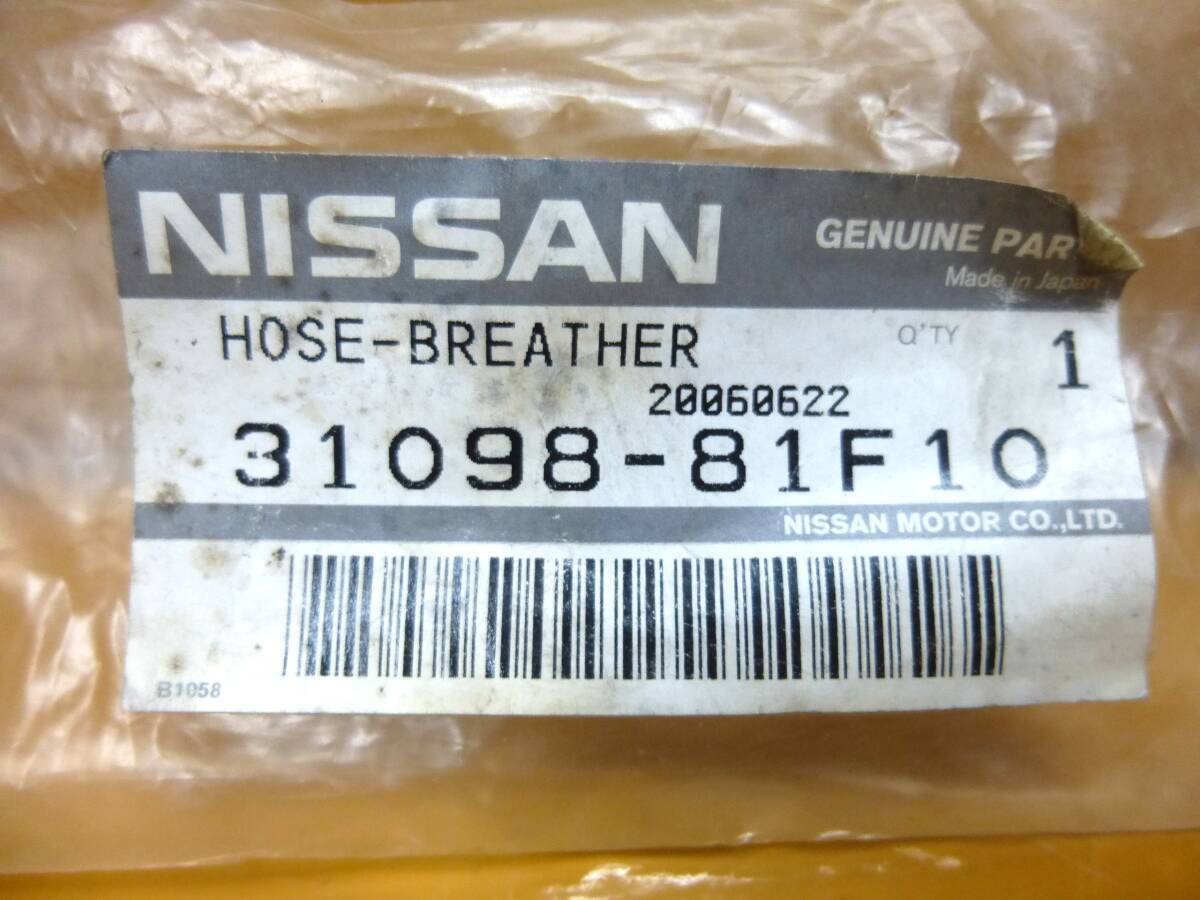 NISSAN
GENUINE PAR
Made in Japan
HOSE-BREATHER
Q'TY 1
20060622
31098-81F10
NISSAN MOTOR CO.,LTD.
B1058